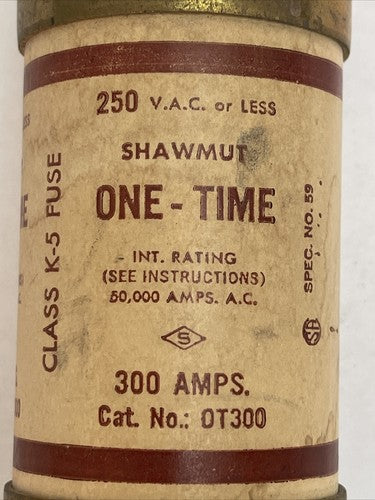 250 V.A.C. or LESS
SHAWMUT
ONE - TIME
INT. RATING
(SEE INSTRUCTIONS)
50,000 AMPS. A.C.
S
300 AMPS.
Cat. No.: OT300
CLASS K-5 FUSE
SPEC. NO. 59
SA